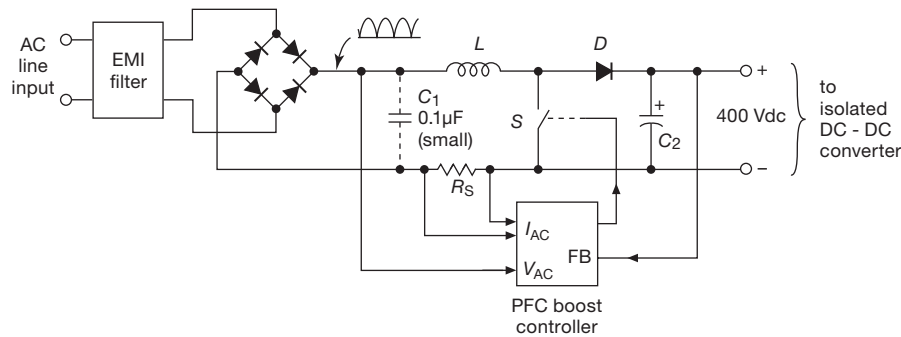 AC
line
input
EMI
filter
C1
0.1μF
(small)
L
D
S
+
C2
RS
+
400 Vdc
–
to
isolated
DC - DC
converter
IAC
VAC
FB
PFC boost
controller